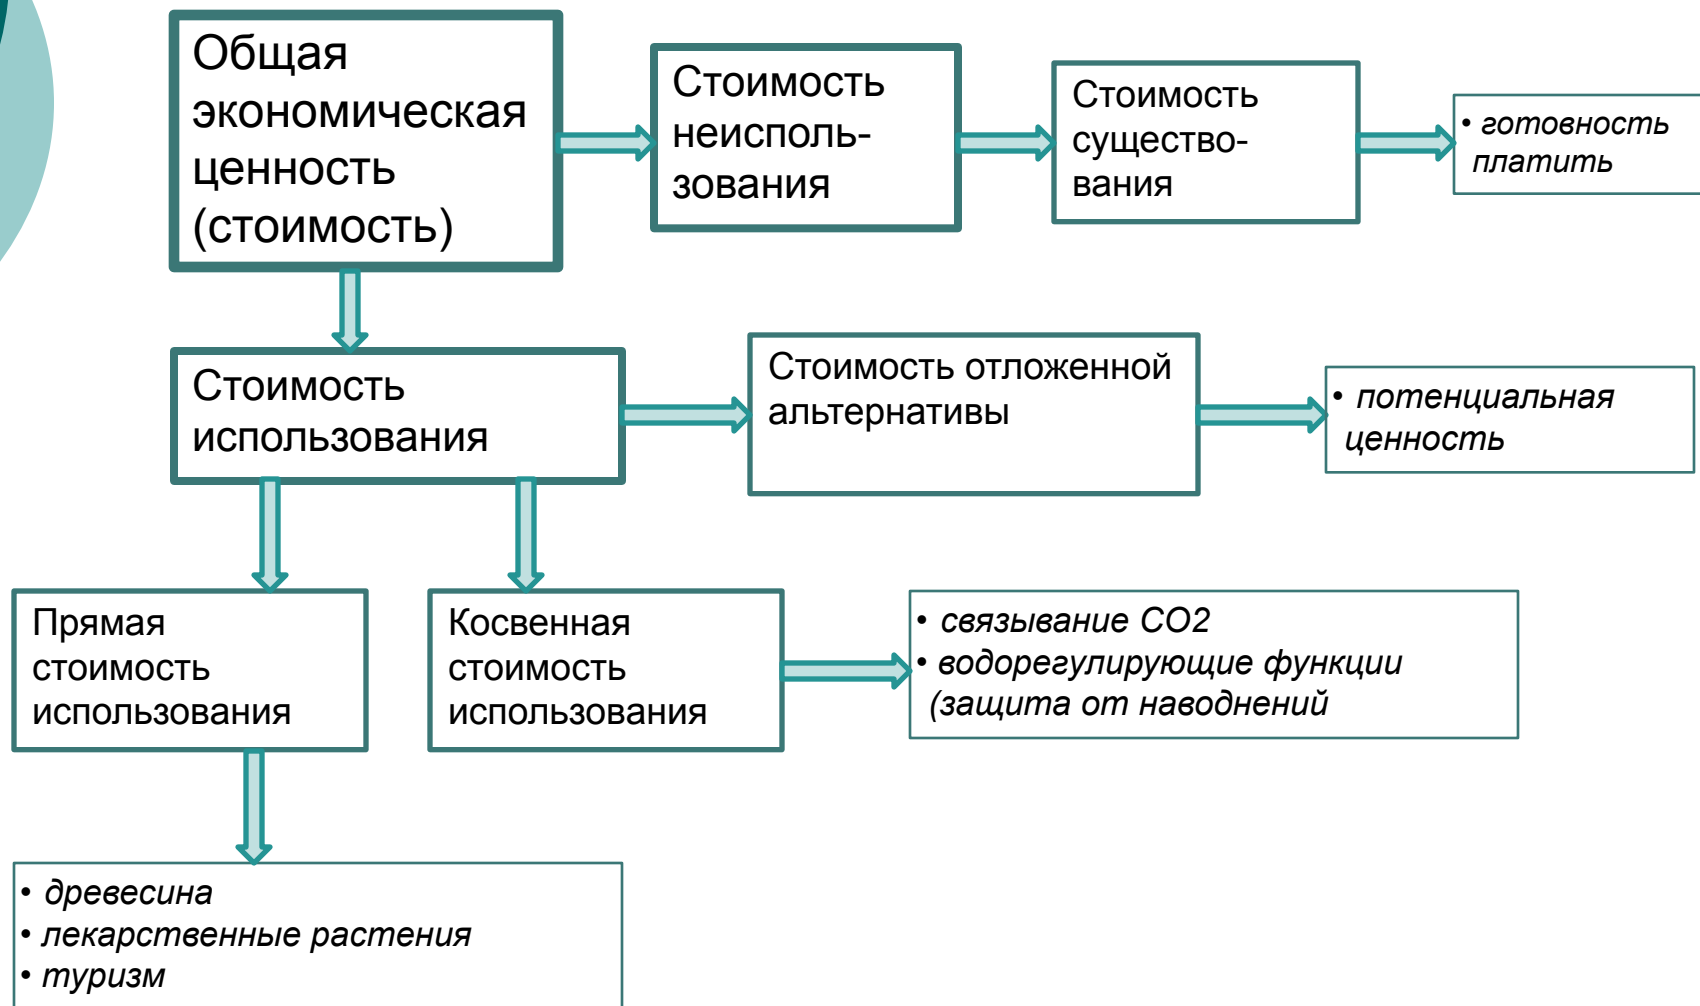 Общая
экономическая
ценность
(стоимость)
Стоимость
неисполь-
зования
Стоимость
существо-
вания
• готовность
платить
Стоимость
использования
Стоимость отложенной
альтернативы
• потенциальная
ценность
Прямая
стоимость
использования
Косвенная
стоимость
использования
• связывание СО2
• водорегулирующие функции
(защита от наводнений
• древесина
• лекарственные растения
• туризм